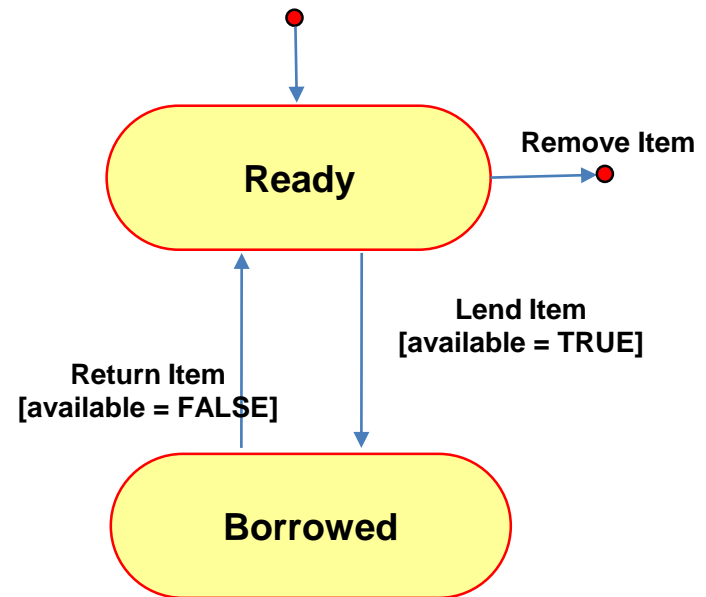 Remove Item
Ready
Lend Item
[available = TRUE]
Return Item
[available = FALSE]
Borrowed